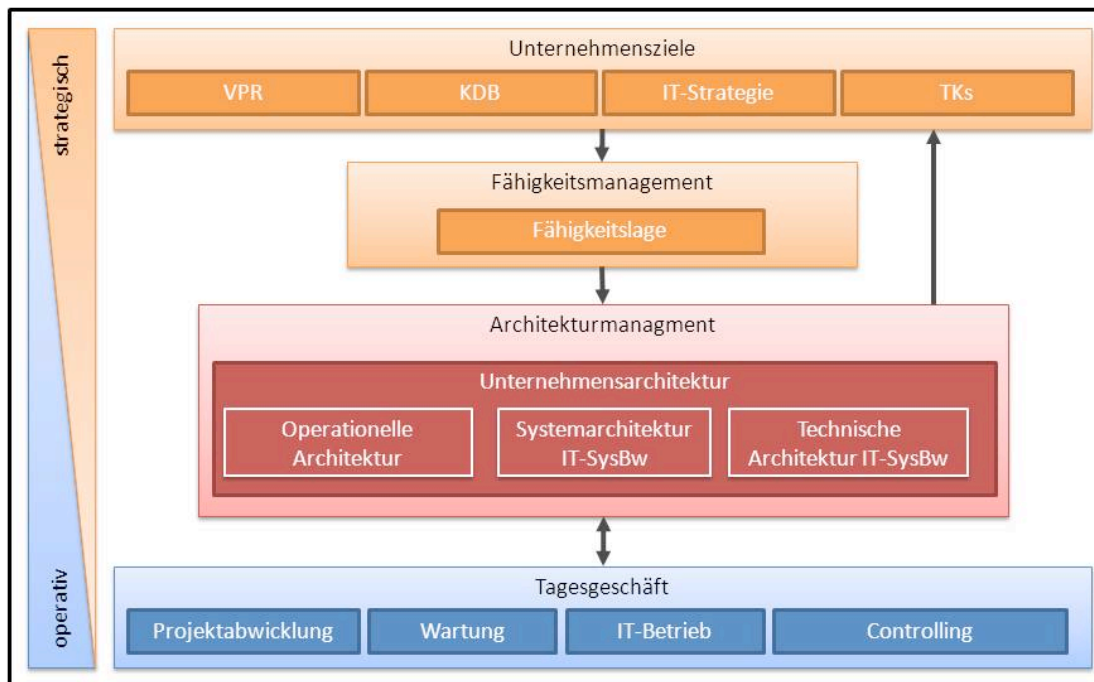 strategisch
operativ
Unternehmensziele
VPR
KDB
IT-Strategie
TKs
Fähigkeitsmanagement
Fähigkeitslage
Architekturmanagment
Unternehmensarchitektur
Operationelle
Architektur
Systemarchitektur
IT-SysBw
Technische
Architektur IT-SysBw
Tagesgeschäft
Projektabwicklung
Wartung
IT-Betrieb
Controlling